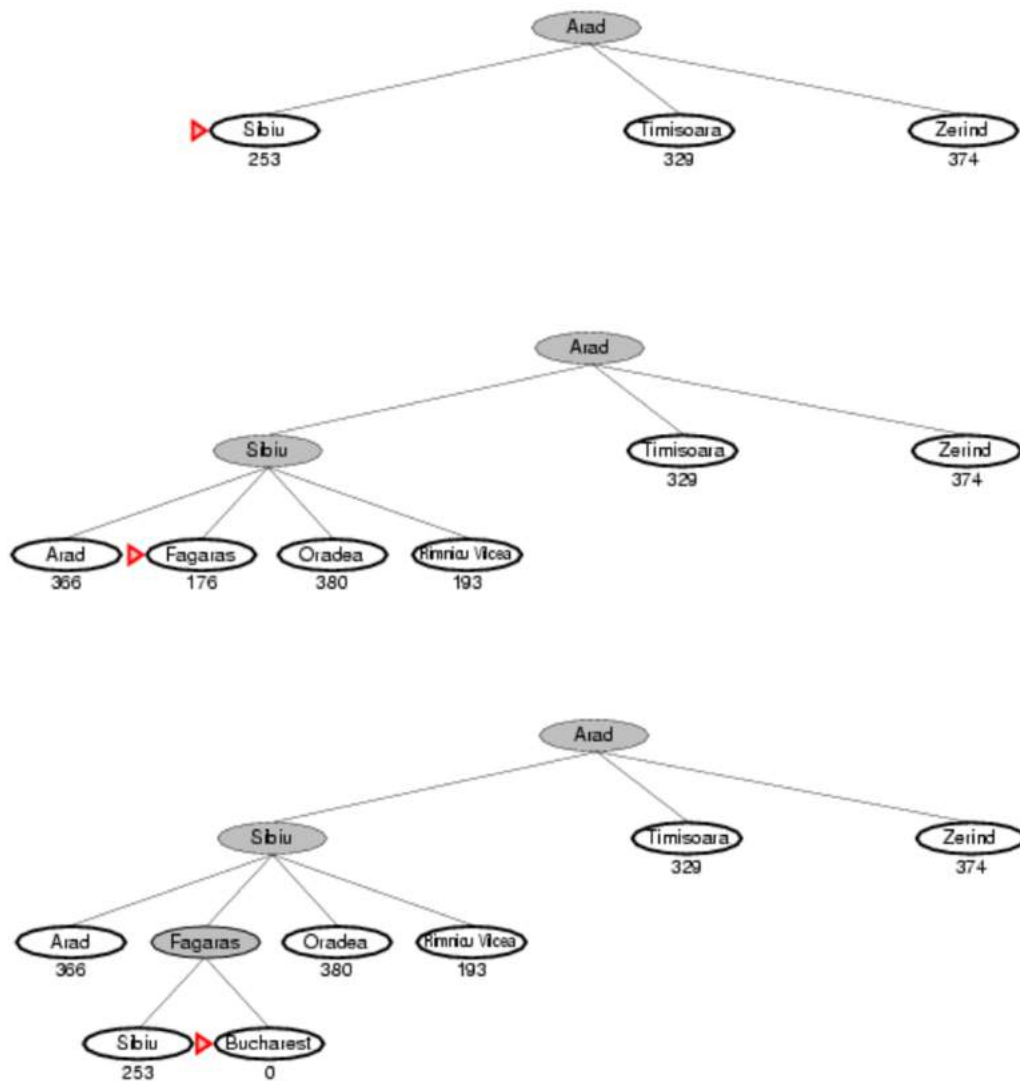 Arad
Sibiu Timisoara Zerind
253 329 374
Arad
Sibiu Timisoara Zerind
329 374
Arad Fagaras Oradea Rimnicu Vilcea
366 176 380 193
Arad
Sibiu Timisoara Zerind
329 374
Arad Fagaras Oradea Rimnicu Vilcea
366 380 193
Sibiu Bucharest
253 0